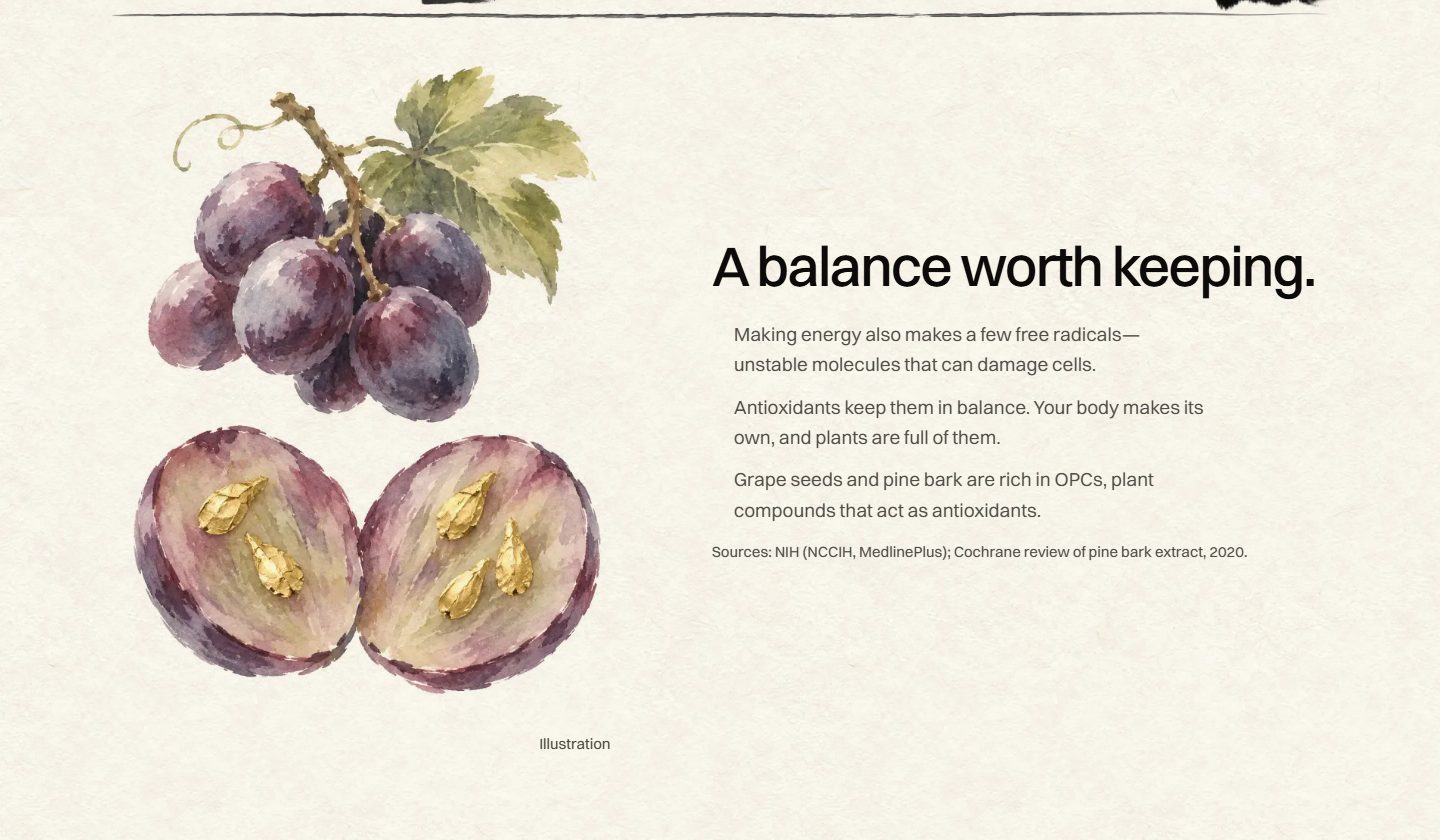 A balance worth keeping.
Making energy also makes a few free radicals—
unstable molecules that can damage cells.
Antioxidants keep them in balance. Your body makes its
own, and plants are full of them.
Grape seeds and pine bark are rich in OPCs, plant
compounds that act as antioxidants.
Sources: NIH (NCCIH, MedlinePlus); Cochrane review of pine bark extract, 2020.
Illustration